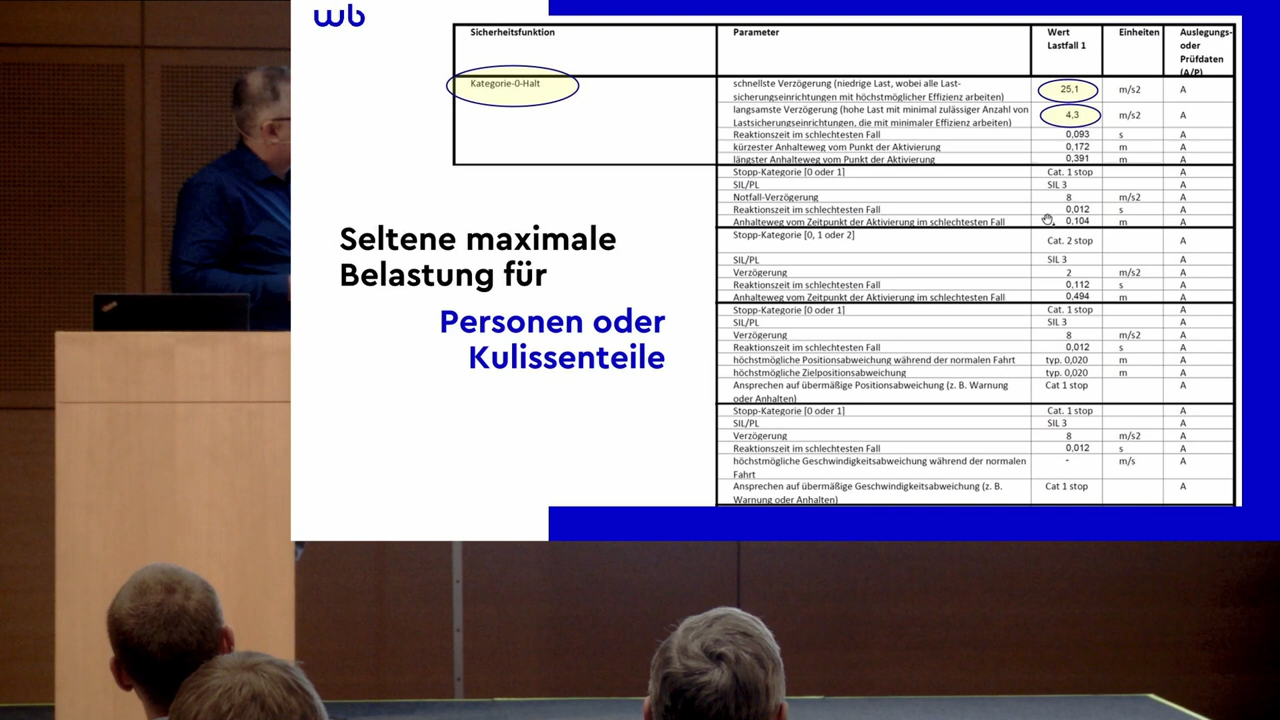 wb
Sicherheitsfunktion Parameter Wert Einheiten Auslegungs-
Lastfall 1 oder
Prüfdaten
(A/P)
Kategorie-0-Halt schnellste Verzögerung (niedrige Last, wobei alle Last- 25,1 m/s2 A
sicherungseinrichtungen mit höchstmöglicher Effizienz arbeiten)
langsamste Verzögerung (hohe Last mit minimal zulässiger Anzahl von 4,3 m/s2 A
Lastsicherungseinrichtungen, die mit minimaler Effizienz arbeiten)
Reaktionszeit im schlechtesten Fall 0,093 s A
kürzester Anhalteweg vom Punkt der Aktivierung 0,172 m A
längster Anhalteweg vom Punkt der Aktivierung 0,391 m A
Stopp-Kategorie [0 oder 1] Cat. 1 stop A
SIL/PL SIL 3 A
Notfall-Verzögerung 8 m/s2 A
Reaktionszeit im schlechtesten Fall 0,012 s A
Anhalteweg vom Zeitpunkt der Aktivierung im schlechtesten Fall 0,104 m A
Stopp-Kategorie [0, 1 oder 2] Cat. 2 stop A
SIL/PL SIL 3 A
Verzögerung 2 m/s2 A
Reaktionszeit im schlechtesten Fall 0,112 s A
Anhalteweg vom Zeitpunkt der Aktivierung im schlechtesten Fall 0,494 m A
Stopp-Kategorie [0 oder 1] Cat. 1 stop A
SIL/PL SIL 3 A
Verzögerung 8 m/s2 A
Reaktionszeit im schlechtesten Fall 0,012 s A
höchstmögliche Positionsabweichung während der normalen Fahrt typ. 0,020 m A
höchstmögliche Zielpositionsabweichung typ. 0,020 m A
Ansprechen auf übermäßige Positionsabweichung (z. B. Warnung Cat 1 stop A
oder Anhalten)
Stopp-Kategorie [0 oder 1] Cat. 1 stop A
SIL/PL SIL 3 A
Verzögerung 8 m/s2 A
Reaktionszeit im schlechtesten Fall 0,012 s A
höchstmögliche Geschwindigkeitsabweichung während der normalen - m/s A
Fahrt
Ansprechen auf übermäßige Geschwindigkeitsabweichung (z. B. Cat 1 stop A
Warnung oder Anhalten)
Seltene maximale
Belastung für
Personen oder
Kulissenteile